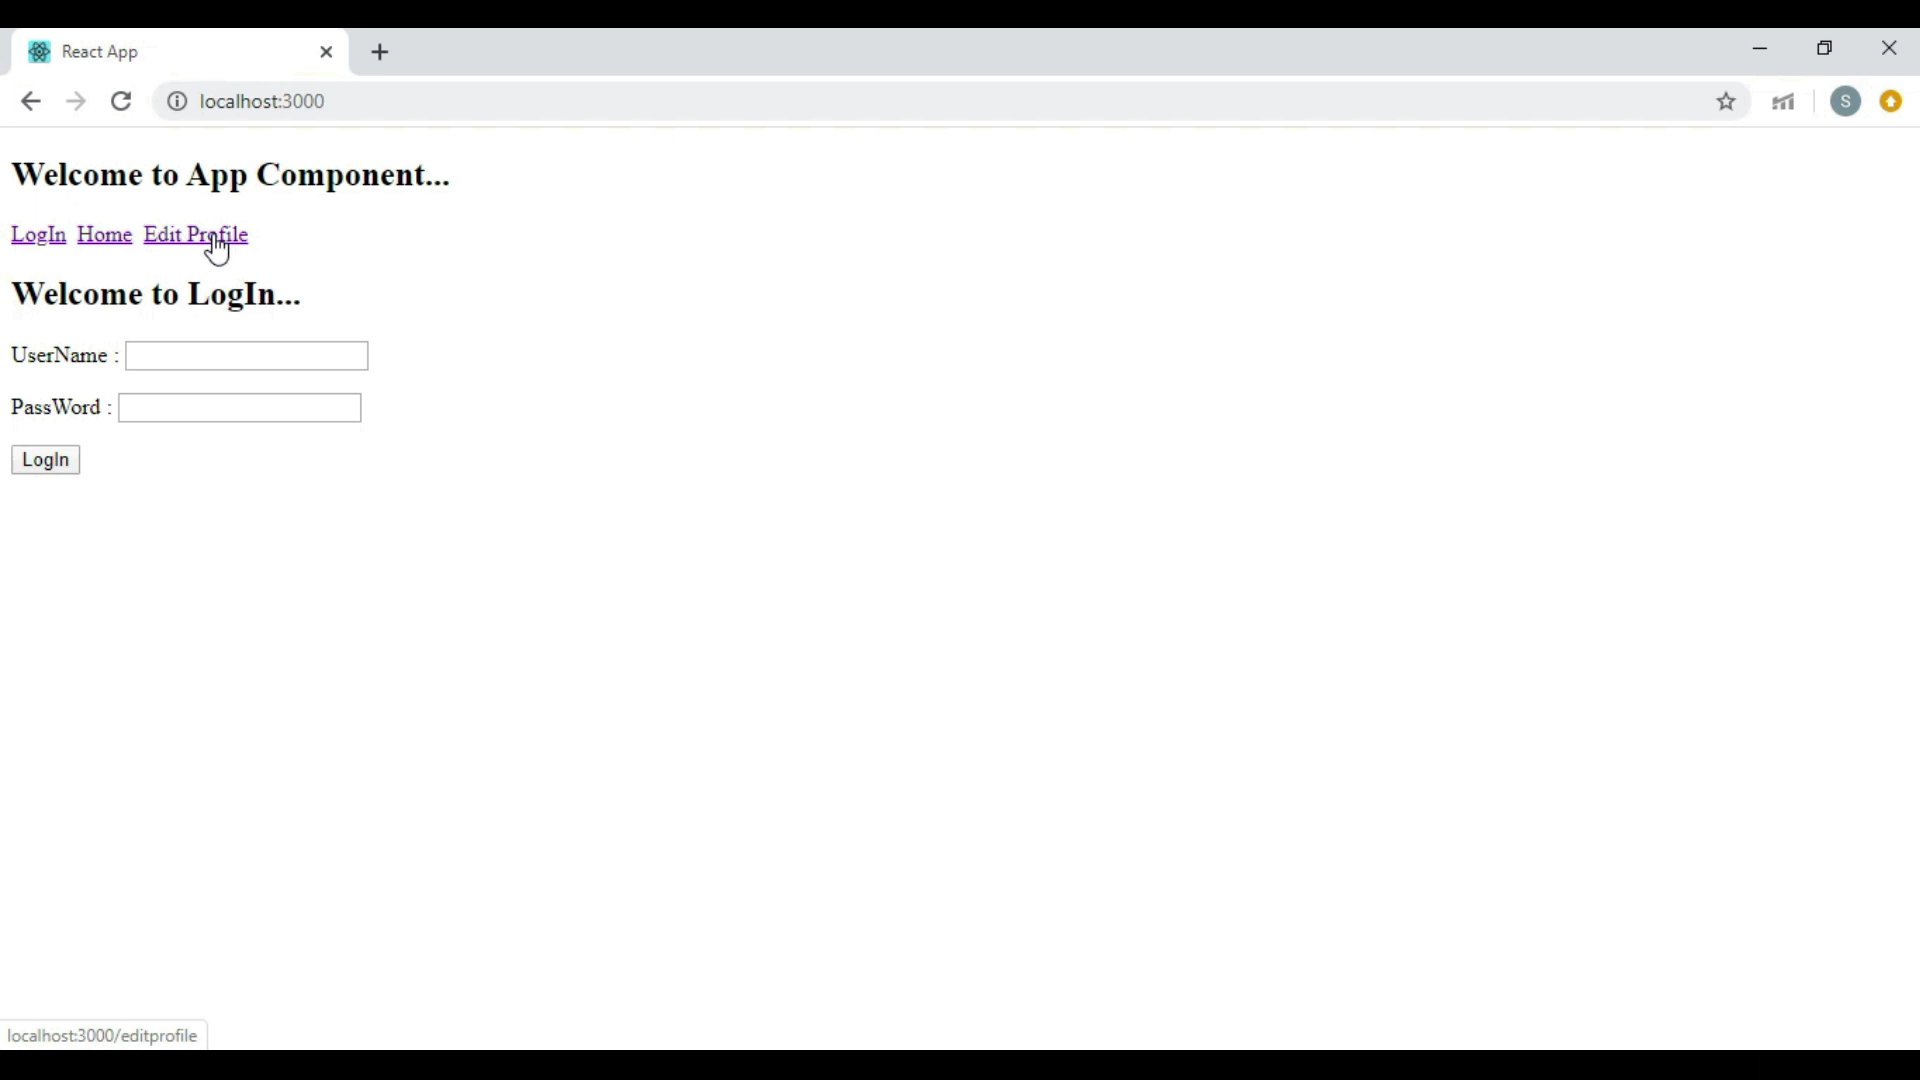 React App
localhost:3000
S
Welcome to App Component...
LogIn Home Edit Profile
Welcome to LogIn...
UserName :
PassWord :
LogIn
localhost:3000/editprofile